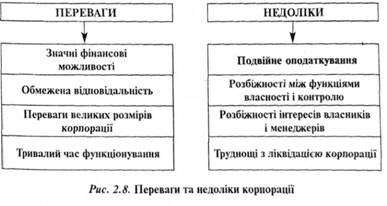 ПЕРЕВАГИ
Значні фінансові
можливості
Обмежена відповідальність
Переваги великих розмірів
корпорації
Тривалий час функціонування
НЕДОЛІКИ
Подвійне оподаткування
Розбіжності між функціями
власності і контролю
Розбіжності інтересів власників
і менеджерів
Труднощі з ліквідацією корпорації
Рис. 2.8. Переваги та недоліки корпорації